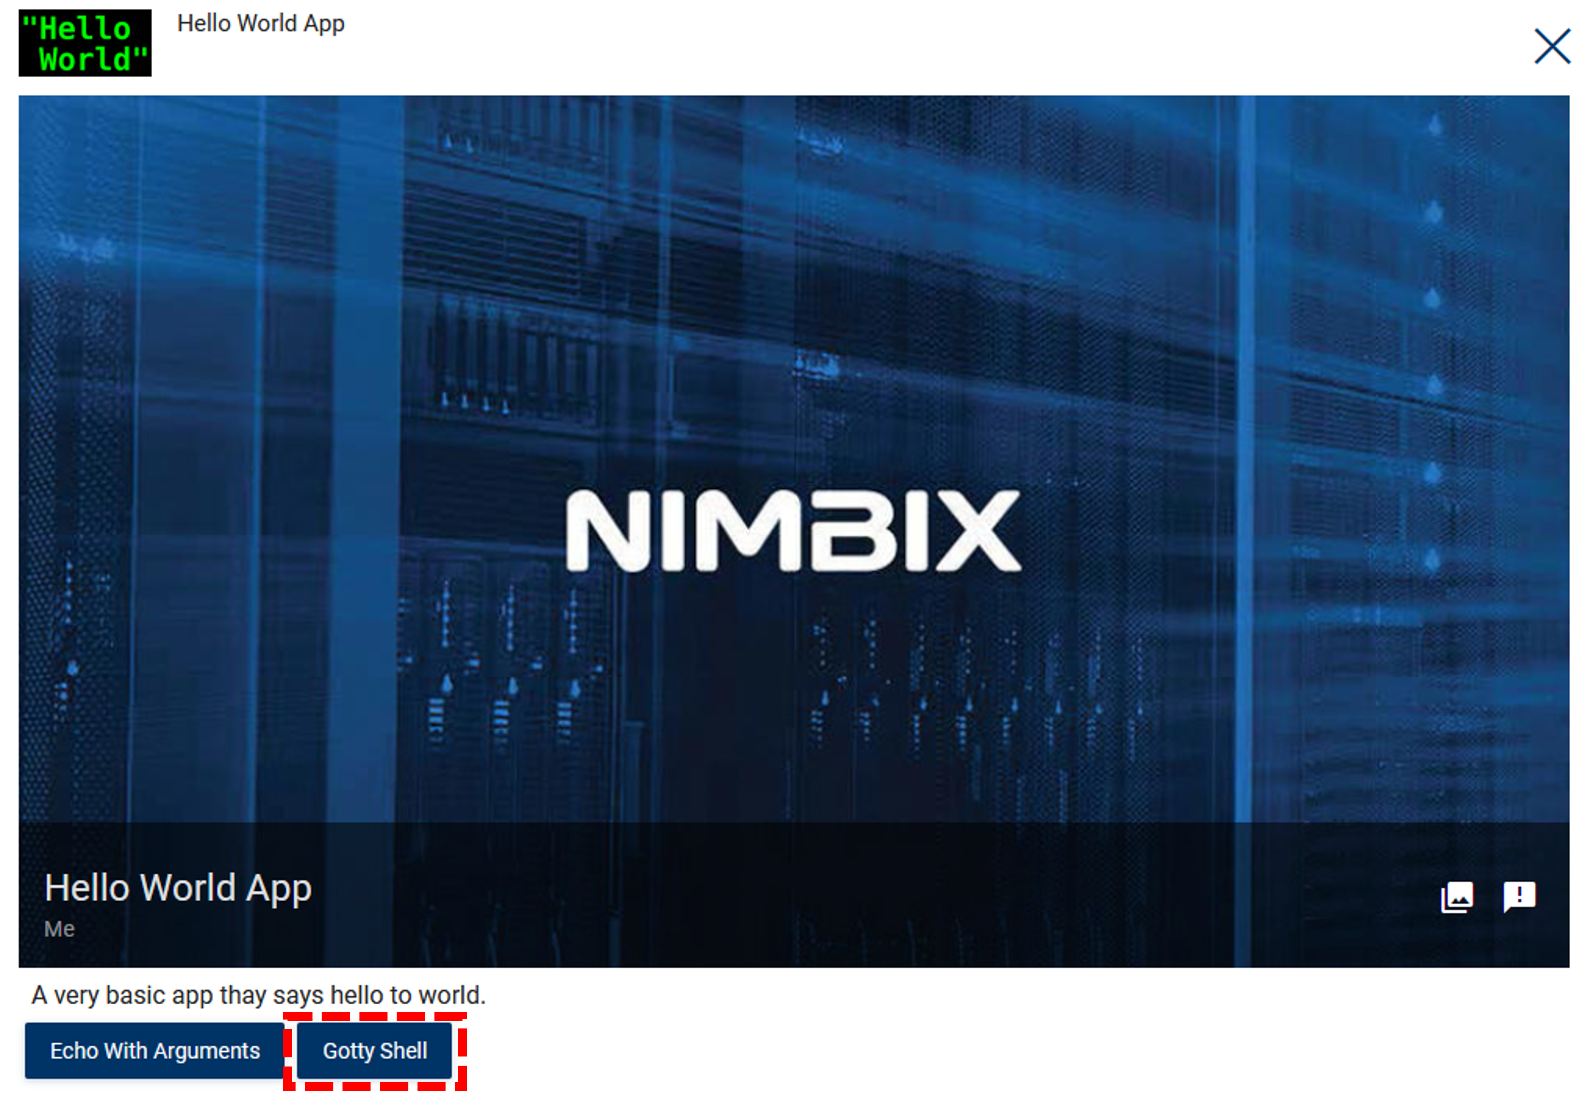 "Hello
World"
Hello World App
NIMBIX
Hello World App
Me
A very basic app thay says hello to world.
Echo With Arguments
Gotty Shell